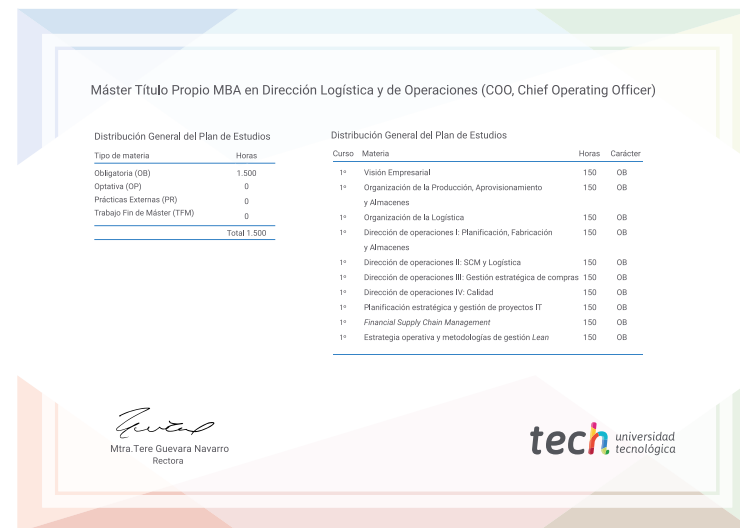 Máster Título Propio MBA en Dirección Logística y de Operaciones (COO, Chief Operating Officer)
Distribución General del Plan de Estudios
Tipo de materia Horas
Obligatoria (OB) 1.500
Optativa (OP) 0
Prácticas Externas (PR) 0
Trabajo Fin de Máster (TFM) 0
Total 1.500
Distribución General del Plan de Estudios
Curso Materia Horas Carácter
1º Visión Empresarial 150 OB
1º Organización de la Producción, Aprovisionamiento 150 OB
y Almacenes
1º Organización de la Logística 150 OB
1º Dirección de operaciones I: Planificación, Fabricación 150 OB
y Almacenes
1º Dirección de operaciones II: SCM y Logística 150 OB
1º Dirección de operaciones III: Gestión estratégica de compras 150 OB
1º Dirección de operaciones IV: Calidad 150 OB
1º Planificación estratégica y gestión de proyectos IT 150 OB
1º Financial Supply Chain Management 150 OB
1º Estrategia operativa y metodologías de gestión Lean 150 OB
Mtra.Tere Guevara Navarro
Rectora
tech universidad
tecnológica